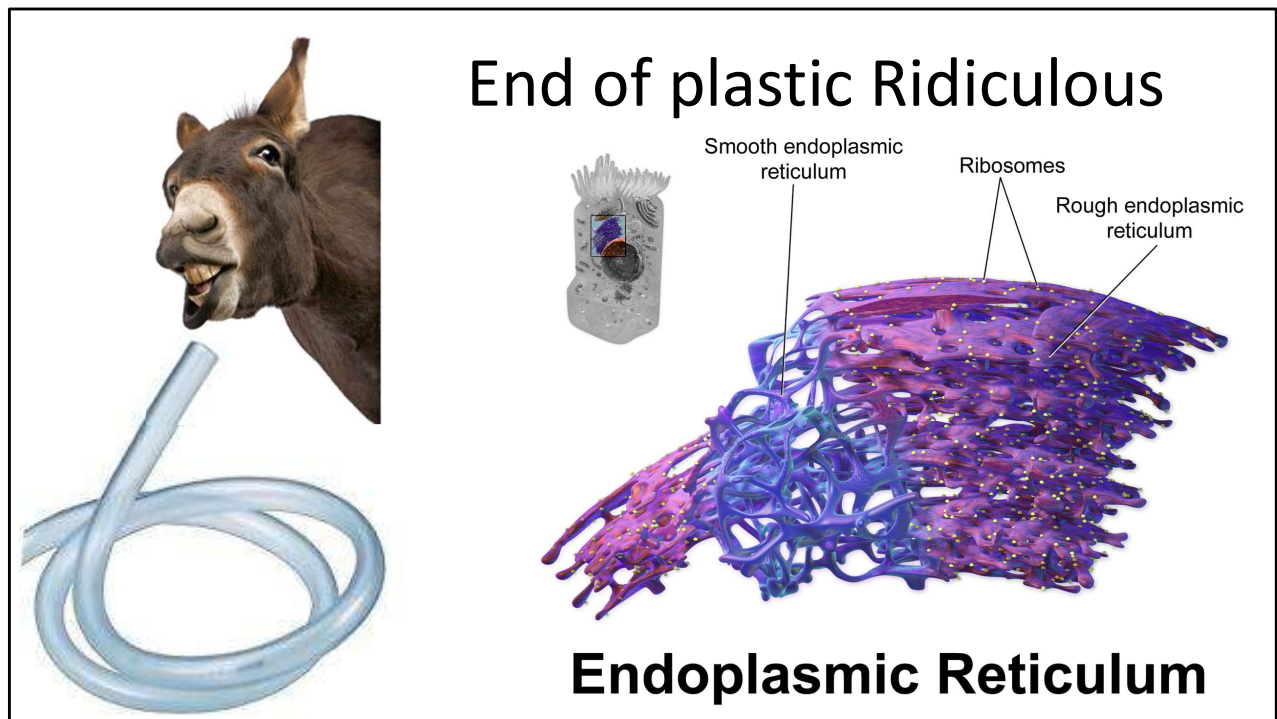 End of plastic Ridiculous
Smooth endoplasmic
reticulum
Ribosomes
Rough endoplasmic
reticulum
Endoplasmic Reticulum